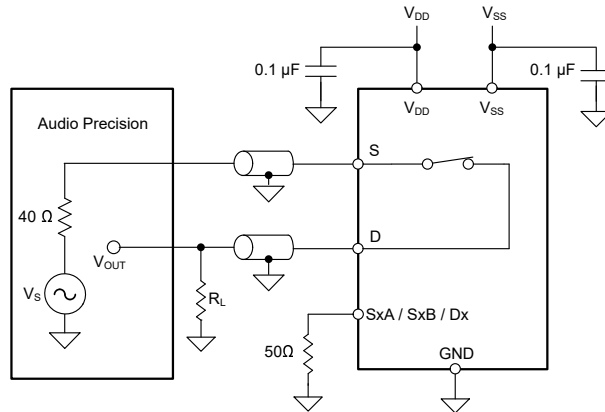 V_DD
V_SS
0.1 µF
0.1 µF
V_DD
V_SS
Audio Precision
S
40 Ω
D
V_OUT
V_S
R_L
SxA / SxB / Dx
50Ω
GND